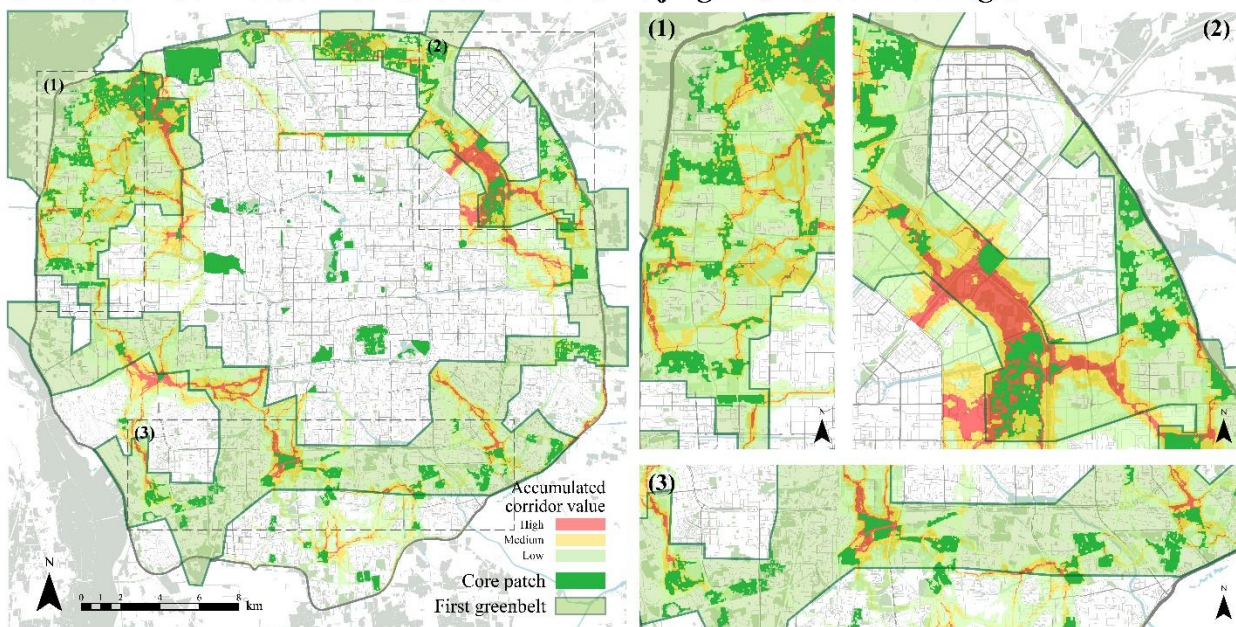 (1)
(2)
(3)
Accumulated
corridor value
High
Medium
Low
Core patch
First greenbelt
N
0 2 4 6 8
km
(1)
N
(2)
N
(3)
N